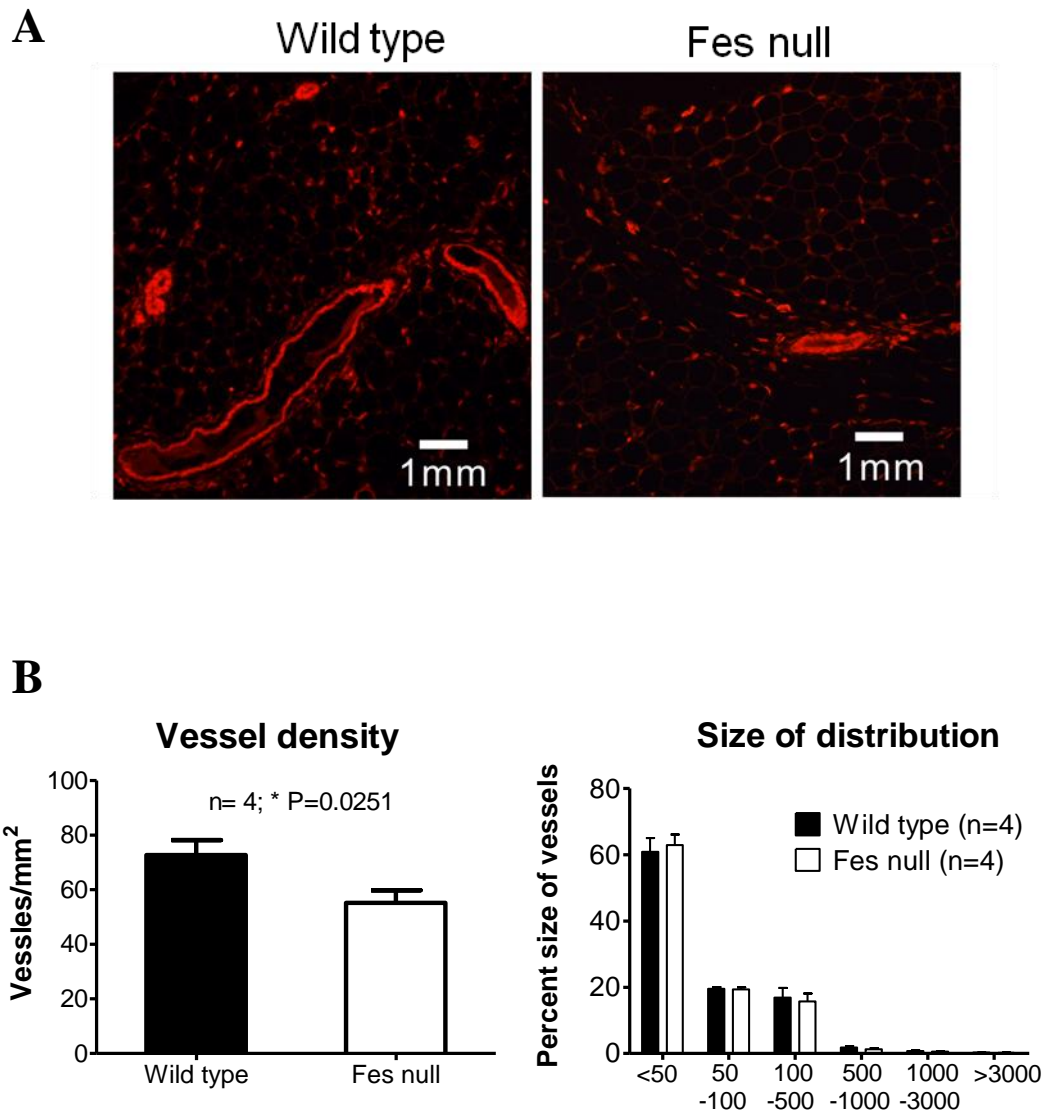 A
Wild type
Fes null
1mm
1mm
B
Vessel density
n= 4; * P=0.0251
Vessles/mm²
100
80
60
40
20
0
Wild type
Fes null
Size of distribution
Percent size of vessels
80
60
40
20
0
Wild type (n=4)
Fes null (n=4)
<50
50
-100
100
-500
500
-1000
1000
-3000
>3000